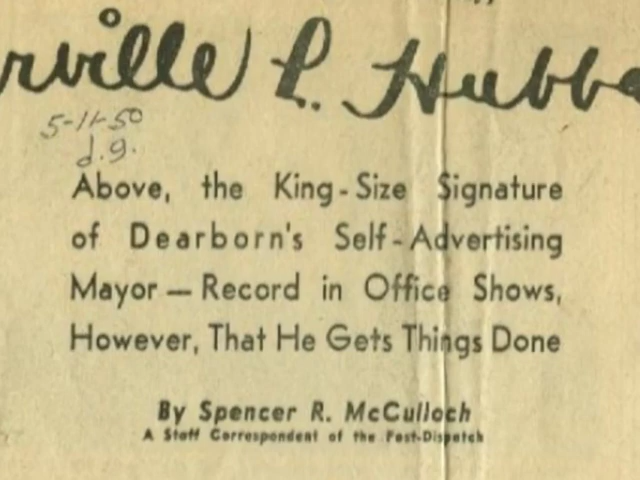 rville L. Hubba
5-11-50
d.g.
Above, the King-Size Signature
of Dearborn's Self-Advertising
Mayor — Record in Office Shows,
However, That He Gets Things Done
By Spencer R. McCulloch
A Staff Correspondent of the Post-Dispatch